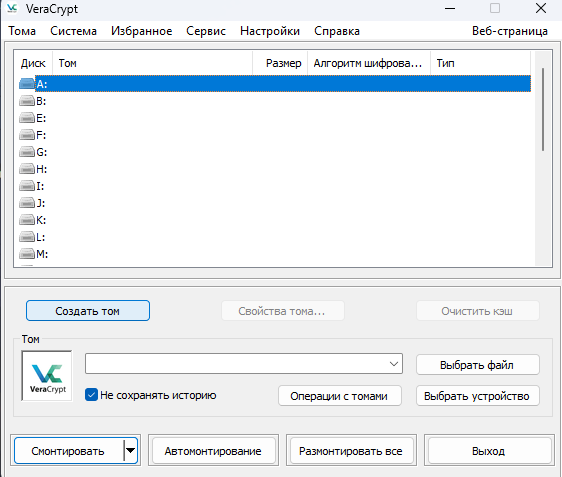 VeraCrypt
Тома Система Избранное Сервис Настройки Справка Веб-страница
Диск Том Размер Алгоритм шифрова... Тип
A:
B:
E:
F:
G:
H:
I:
J:
K:
L:
M:
Создать том Свойства тома... Очистить кэш
Том
Выбрать файл
VeraCrypt
Не сохранять историю Операции с томами Выбрать устройство
Смонтировать Автомонтирование Размонтировать все Выход